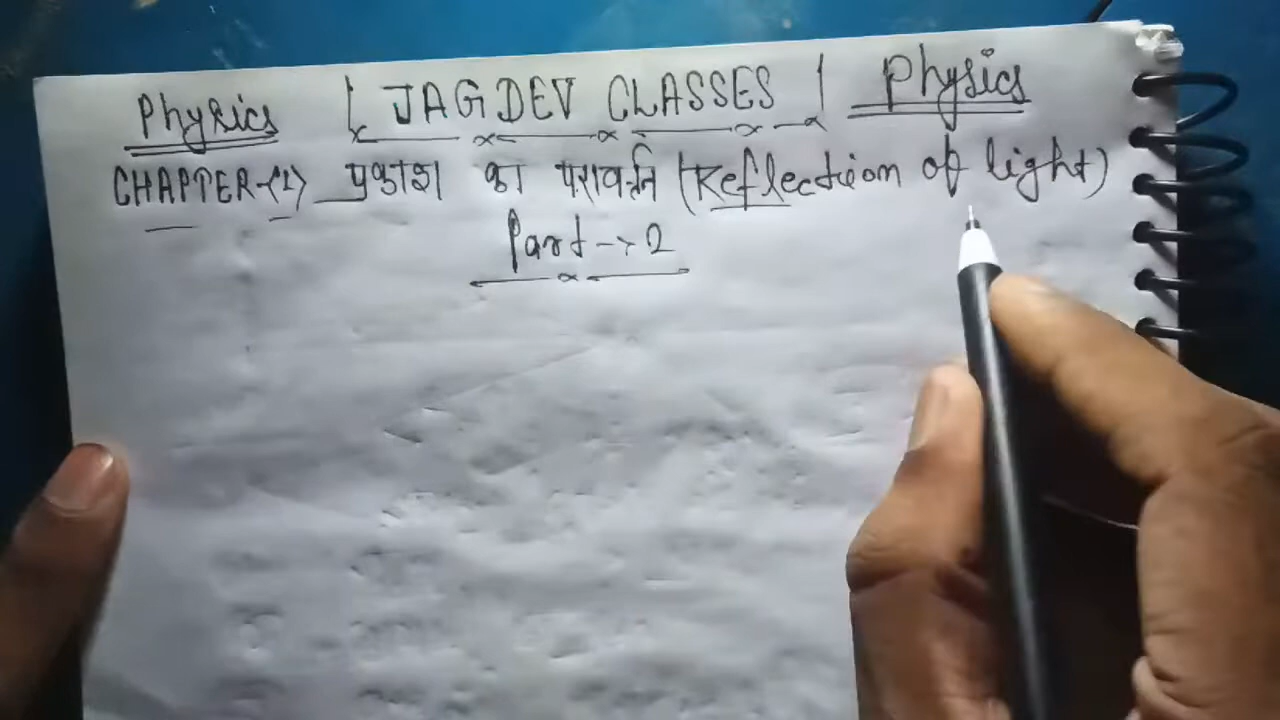 Physics [ JAGDEV CLASSES ] Physics
CHAPTER-(1) प्रकाश का परावर्तन (Reflection of light)
Part → 2